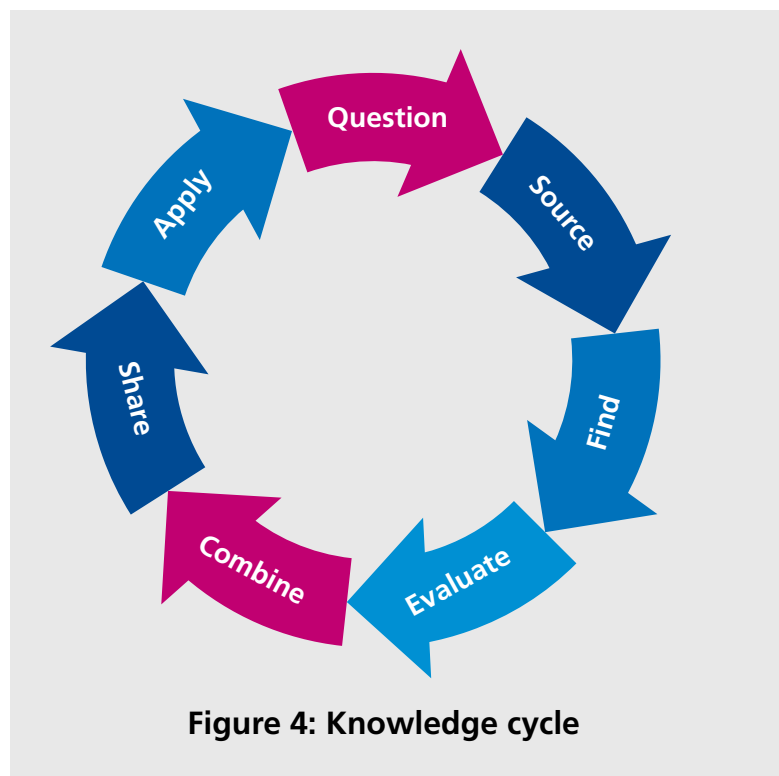 Question
Source
Find
Evaluate
Combine
Share
Apply
Figure 4: Knowledge cycle